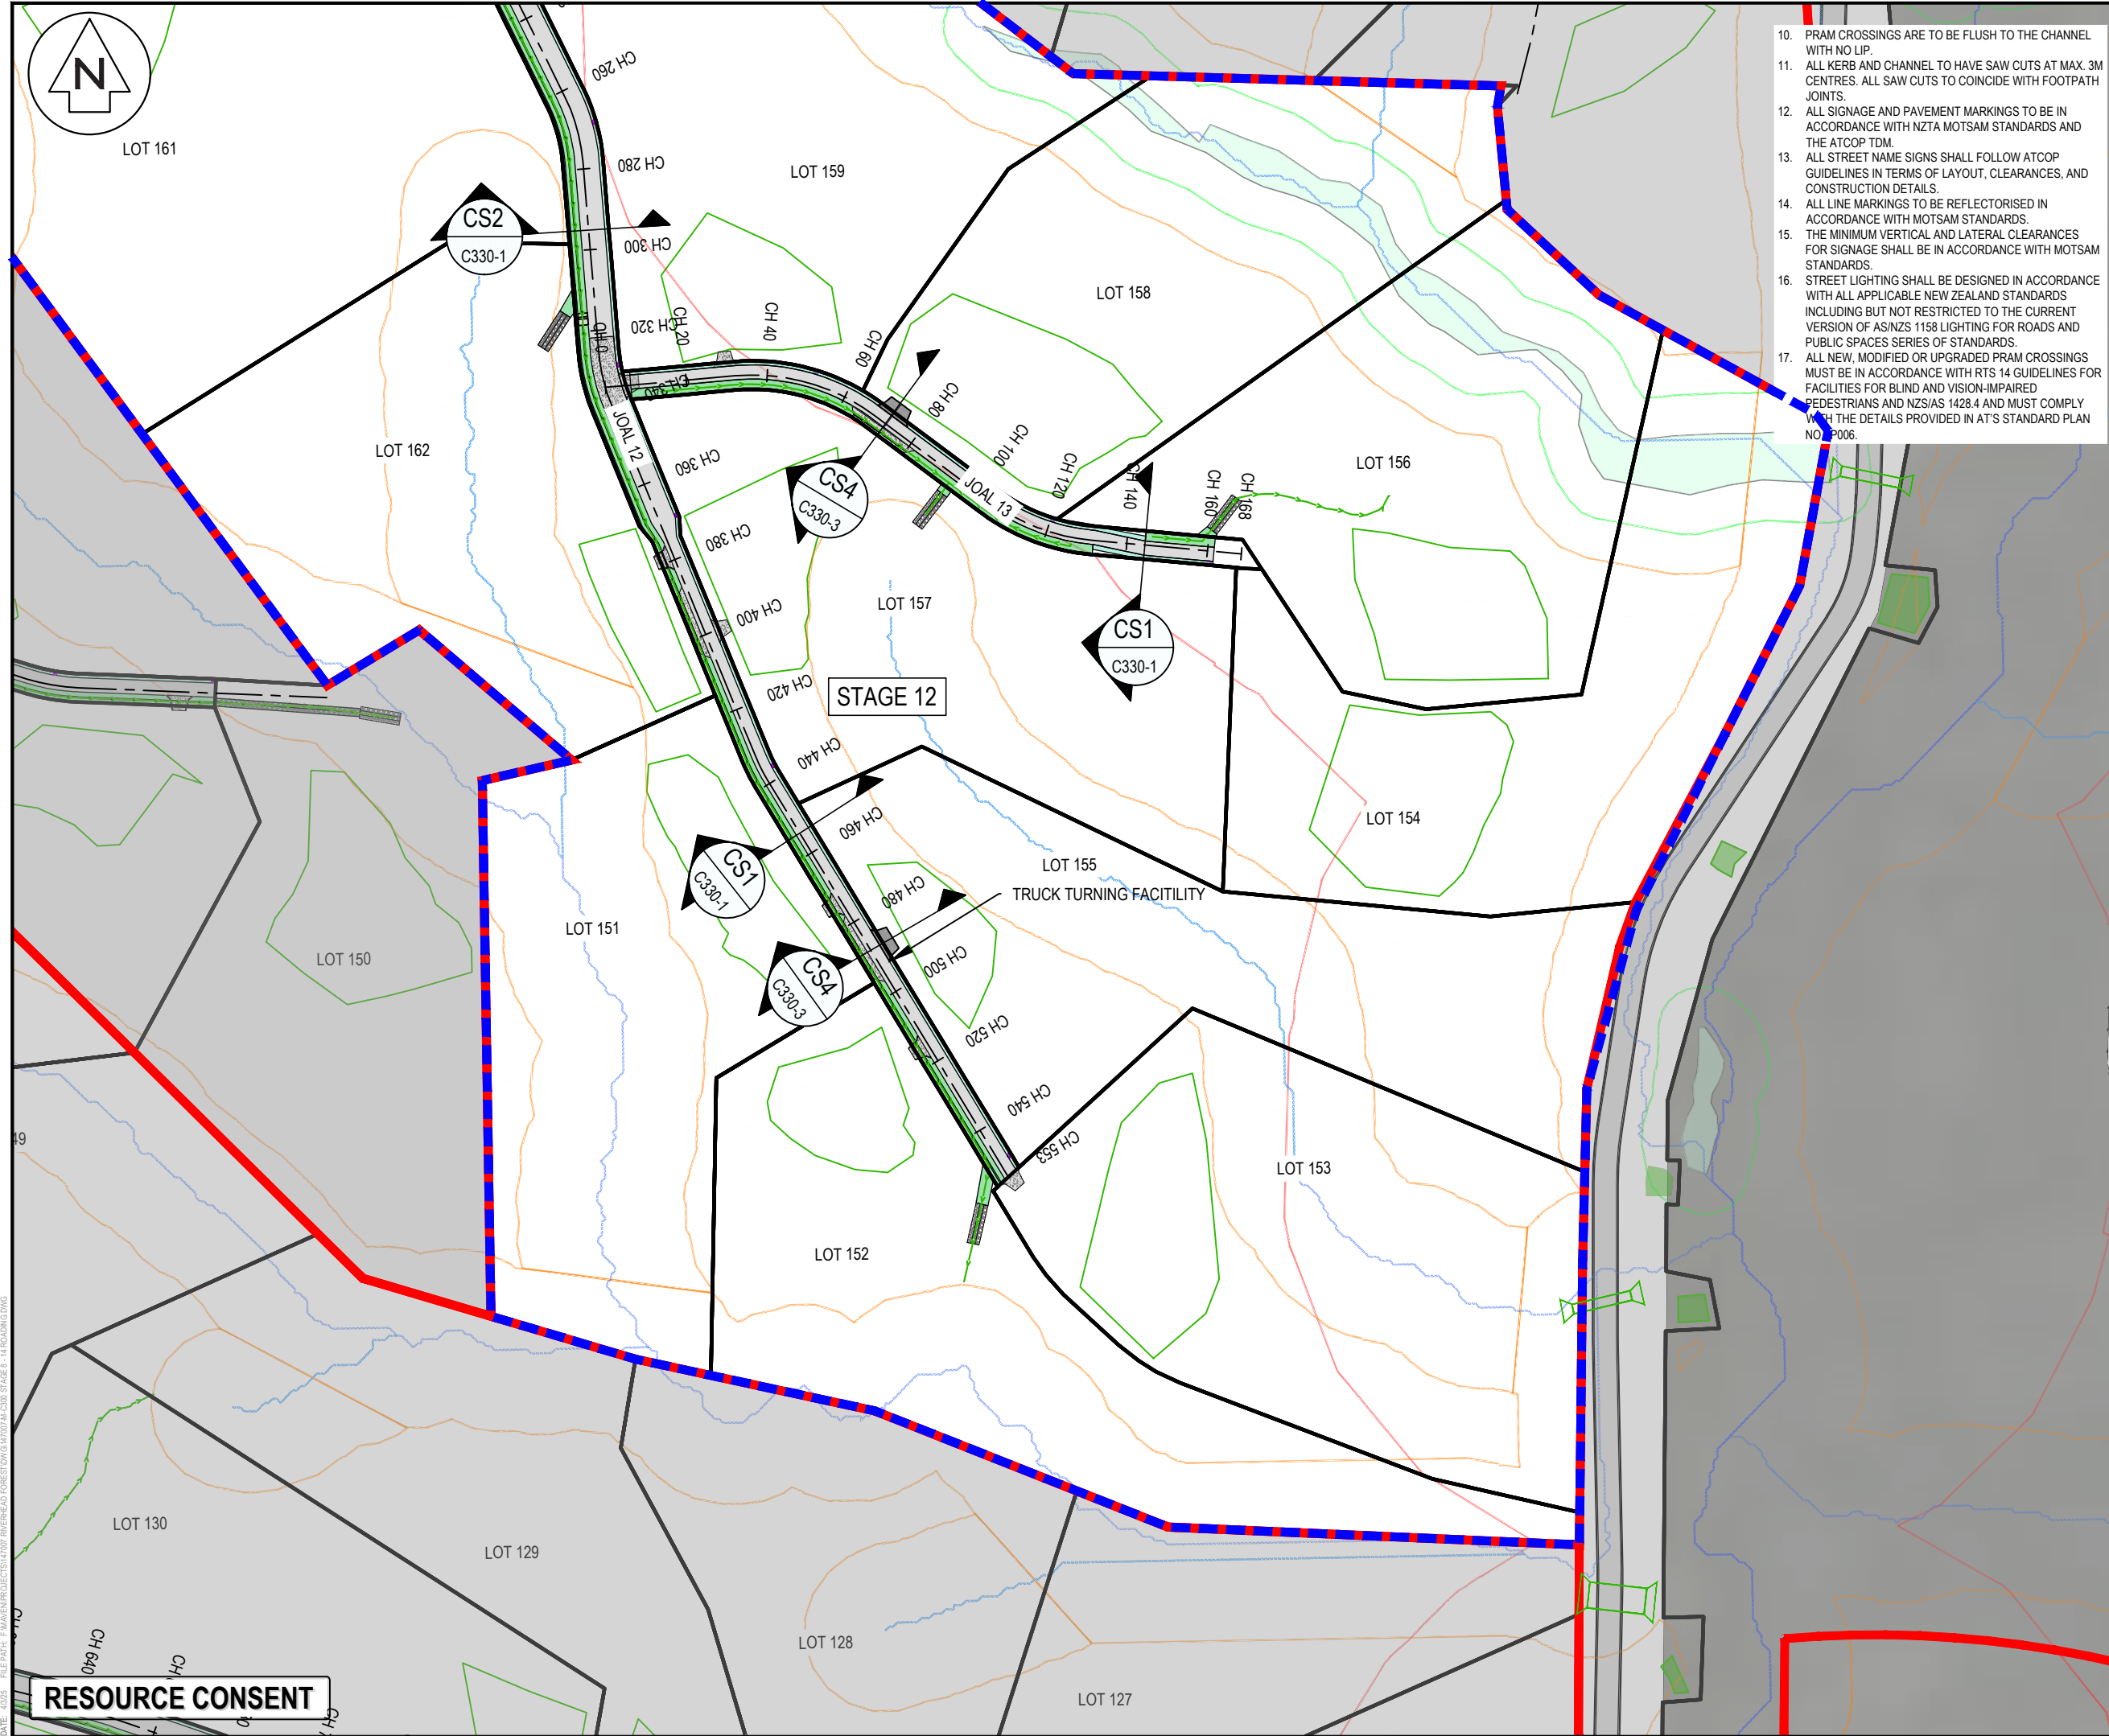 N
10. PRAM CROSSINGS ARE TO BE FLUSH TO THE CHANNEL
WITH NO LIP.
11. ALL KERB AND CHANNEL TO HAVE SAW CUTS AT MAX. 3M
CENTRES. ALL SAW CUTS TO COINCIDE WITH FOOTPATH
JOINTS.
12. ALL SIGNAGE AND PAVEMENT MARKINGS TO BE IN
ACCORDANCE WITH NZTA MOTSAM STANDARDS AND
THE ATCOP TDM.
13. ALL STREET NAME SIGNS SHALL FOLLOW ATCOP
GUIDELINES IN TERMS OF LAYOUT, CLEARANCES, AND
CONSTRUCTION DETAILS.
14. ALL LINE MARKINGS TO BE REFLECTORISED IN
ACCORDANCE WITH MOTSAM STANDARDS.
15. THE MINIMUM VERTICAL AND LATERAL CLEARANCES
FOR SIGNAGE SHALL BE IN ACCORDANCE WITH MOTSAM
STANDARDS.
16. STREET LIGHTING SHALL BE DESIGNED IN ACCORDANCE
WITH ALL APPLICABLE NEW ZEALAND STANDARDS
INCLUDING BUT NOT RESTRICTED TO THE CURRENT
VERSION OF AS/NZS 1158 LIGHTING FOR ROADS AND
PUBLIC SPACES SERIES OF STANDARDS.
17. ALL NEW, MODIFIED OR UPGRADED PRAM CROSSINGS
MUST BE IN ACCORDANCE WITH RTS 14 GUIDELINES FOR
FACILITIES FOR BLIND AND VISION-IMPAIRED
PEDESTRIANS AND NZS/AS 1428.4 AND MUST COMPLY
WITH THE DETAILS PROVIDED IN AT'S STANDARD PLAN
LOT 161
CH 260
CH 280
LOT 159
CS2
C330-1
CH 300
LOT 158
CH 320
CH 0
CH 20
CH 40
CH 60
CH 80
CH 340
JOAL 12
LOT 162
CH 360
CS4
C330-3
CH 100
CH 120
CH 140
CH 160
CH 168
LOT 156
JOAL 13
CH 380
CH 400
LOT 157
CS1
C330-1
CH 420
STAGE 12
CH 440
CH 460
LOT 154
LOT 155
CS1
C330-1
CH 480
TRUCK TURNING FACITILITY
LOT 151
LOT 150
CH 500
CS4
C330-3
CH 520
CH 540
CH 553
49
LOT 153
LOT 152
LOT 130
LOT 129
LOT 128
LOT 127
CH 640
RESOURCE CONSENT